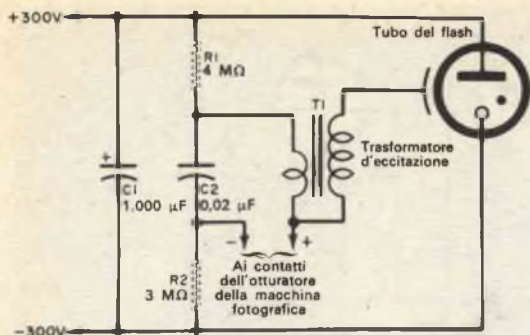 +300V
Tubo del flash
R1
4 MΩ
T1
Trasformatore
d'eccitazione
+
C1
1.000 μF
C2
0,02 μF
- +
Ai contatti
dell'otturatore
della macchina
fotografica
R2
3 MΩ
-300V